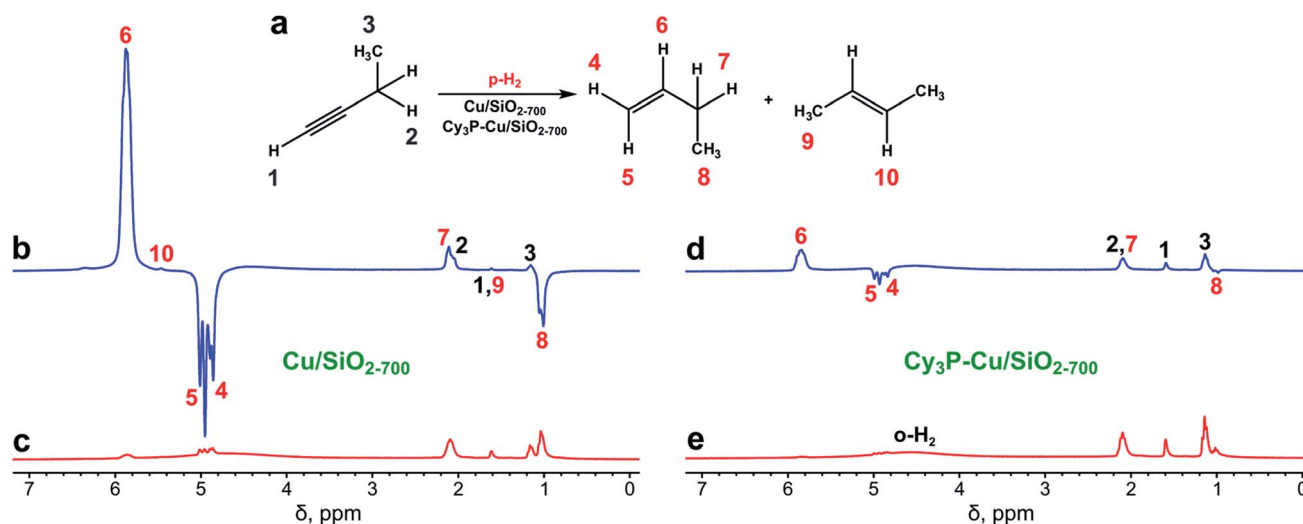 a
3
H₃C
H
H
2
H
1
p-H₂
Cu/SiO₂₋₇₀₀
Cy₃P-Cu/SiO₂₋₇₀₀
6
H
4
H
H
7
H
H
5
CH₃
8
+
H
H₃C
CH₃
9
H
10
b
6
10
5
4
7
2
1,9
3
8
Cu/SiO₂₋₇₀₀
c
7 6 5 4 3 2 1 0
δ, ppm
d
6
5
4
2,7
1
3
8
Cy₃P-Cu/SiO₂₋₇₀₀
e
o-H₂
7 6 5 4 3 2 1 0
δ, ppm